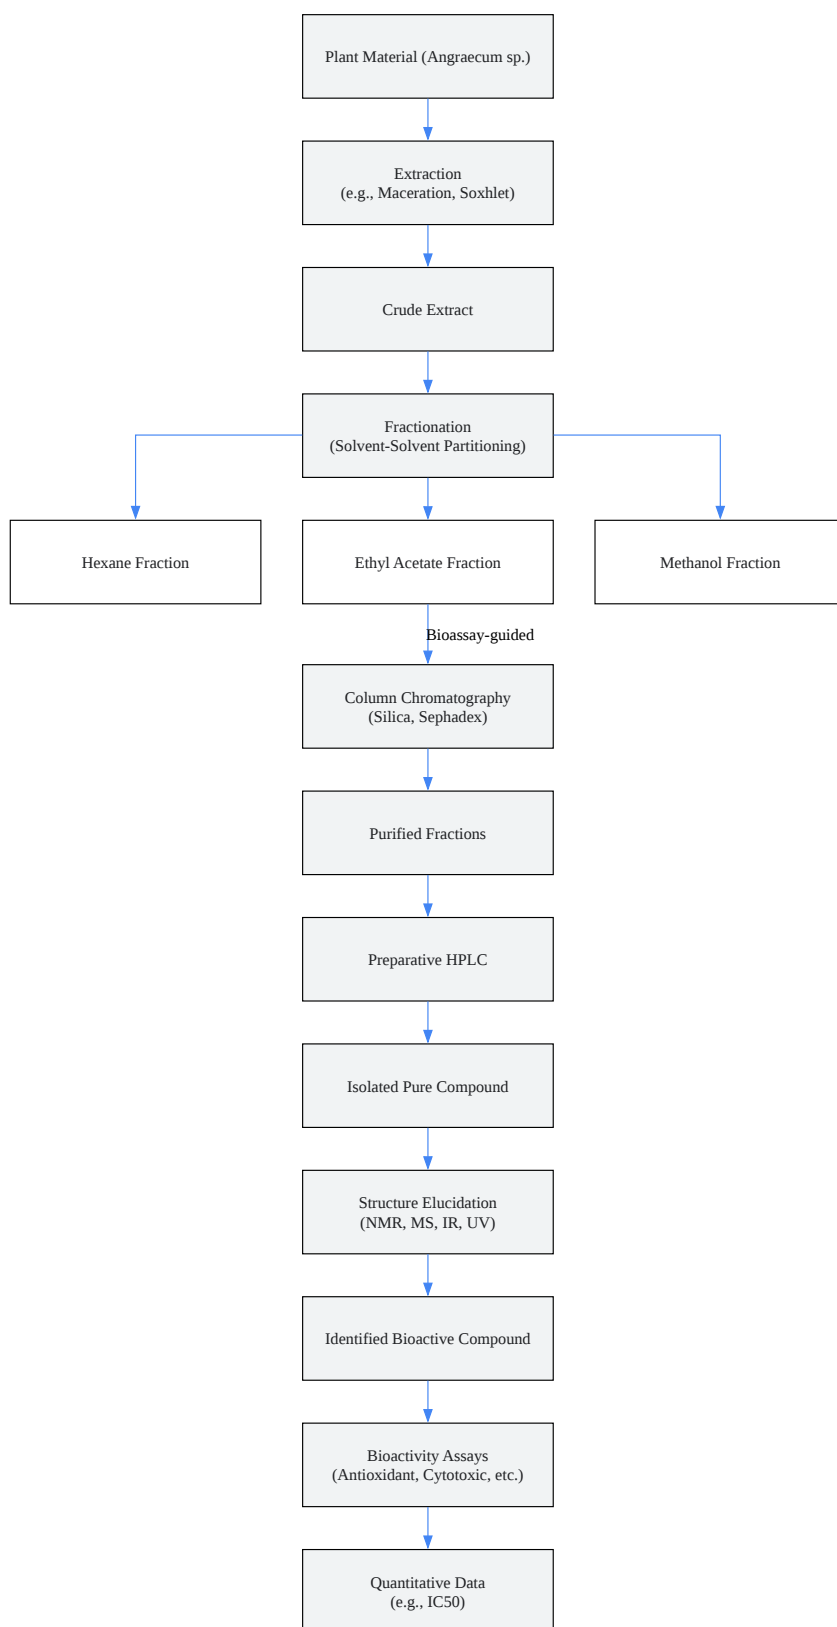 Plant Material (Angraecum sp.)
Extraction
(e.g., Maceration, Soxhlet)
Crude Extract
Fractionation
(Solvent-Solvent Partitioning)
Hexane Fraction
Ethyl Acetate Fraction
Methanol Fraction
Bioassay-guided
Column Chromatography
(Silica, Sephadex)
Purified Fractions
Preparative HPLC
Isolated Pure Compound
Structure Elucidation
(NMR, MS, IR, UV)
Identified Bioactive Compound
Bioactivity Assays
(Antioxidant, Cytotoxic, etc.)
Quantitative Data
(e.g., IC50)